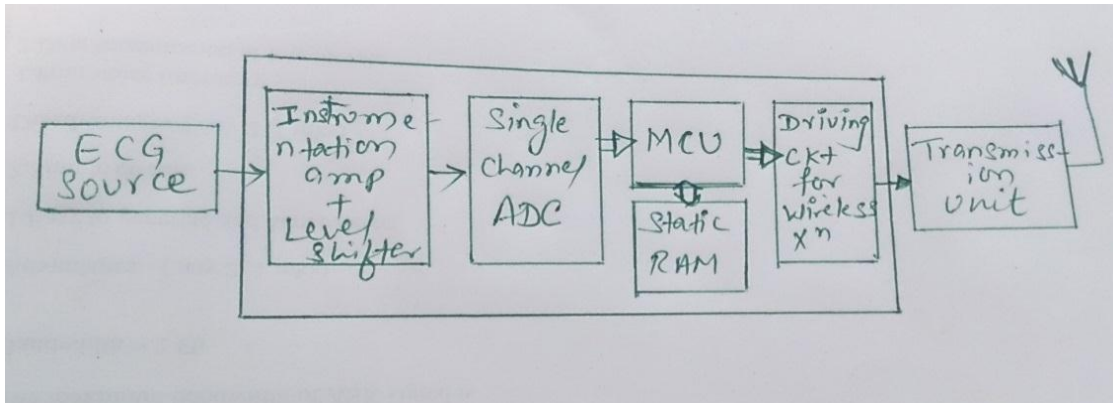 ECG
Source
Instrume-
ntation
amp
+
Level
Shifter
Single
Channel
ADC
MCU
Static
RAM
Driving
Ckt
for
wireless
Xn
Transmiss-
ion
Unit